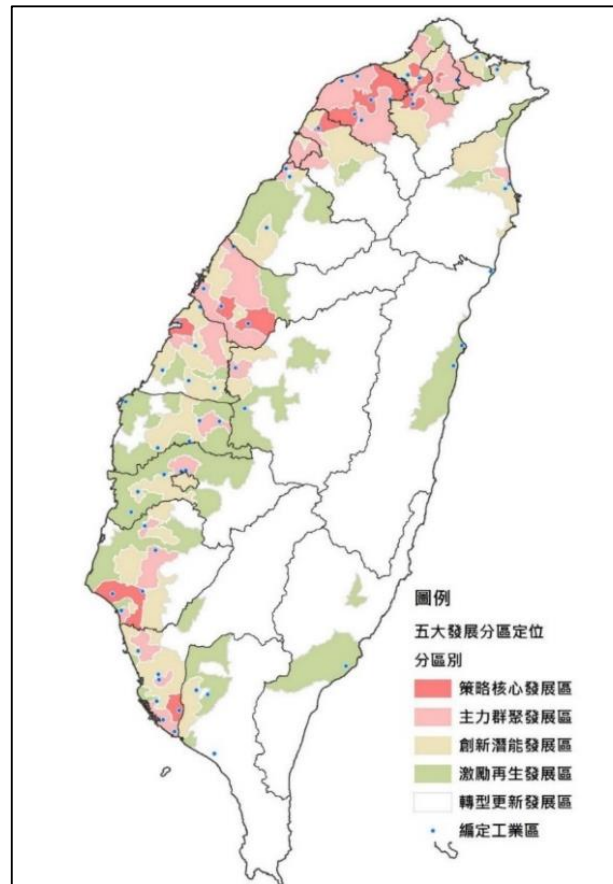 圖例
五大發展分區定位
分區別
策略核心發展區
主力群聚發展區
創新潛能發展區
激勵再生發展區
轉型更新發展區
編定工業區